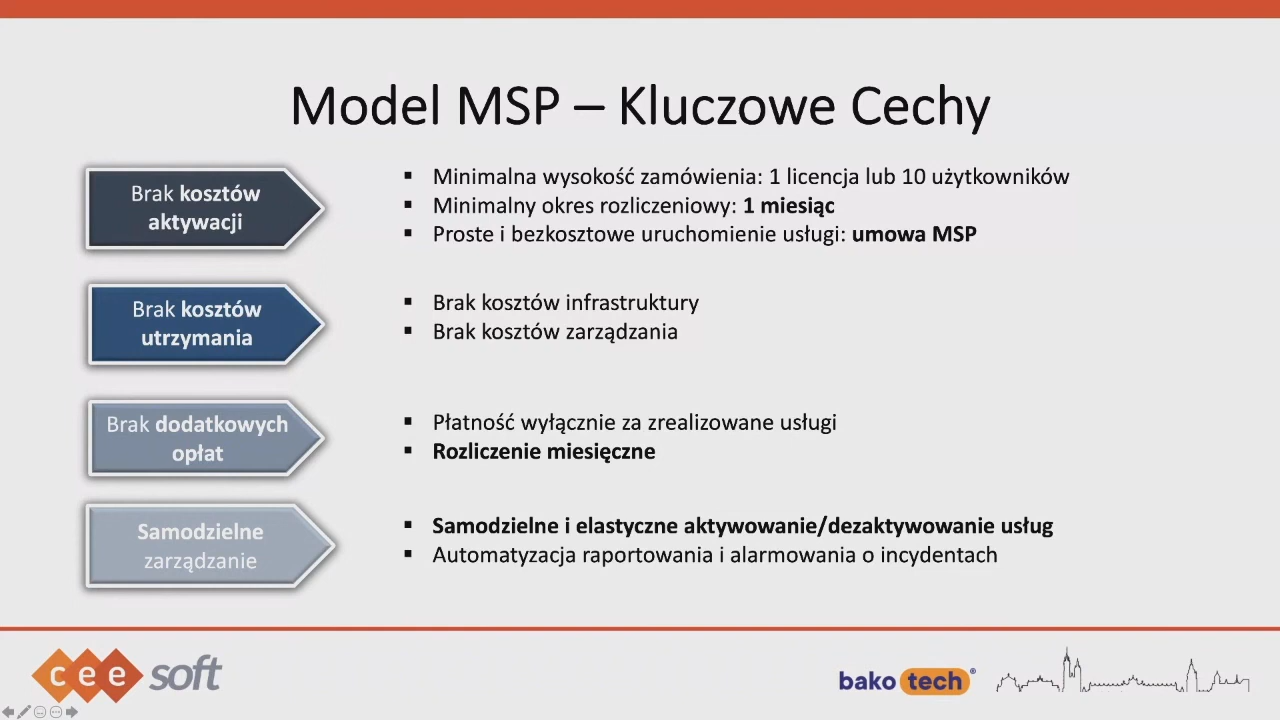 Model MSP – Kluczowe Cechy
Brak kosztów
aktywacji
▪ Minimalna wysokość zamówienia: 1 licencja lub 10 użytkowników
▪ Minimalny okres rozliczeniowy: 1 miesiąc
▪ Proste i bezkosztowe uruchomienie usługi: umowa MSP
Brak kosztów
utrzymania
▪ Brak kosztów infrastruktury
▪ Brak kosztów zarządzania
Brak dodatkowych
opłat
▪ Płatność wyłącznie za zrealizowane usługi
▪ Rozliczenie miesięczne
Samodzielne
zarządzanie
▪ Samodzielne i elastyczne aktywowanie/dezaktywowanie usług
▪ Automatyzacja raportowania i alarmowania o incydentach
cee soft
bakotech®